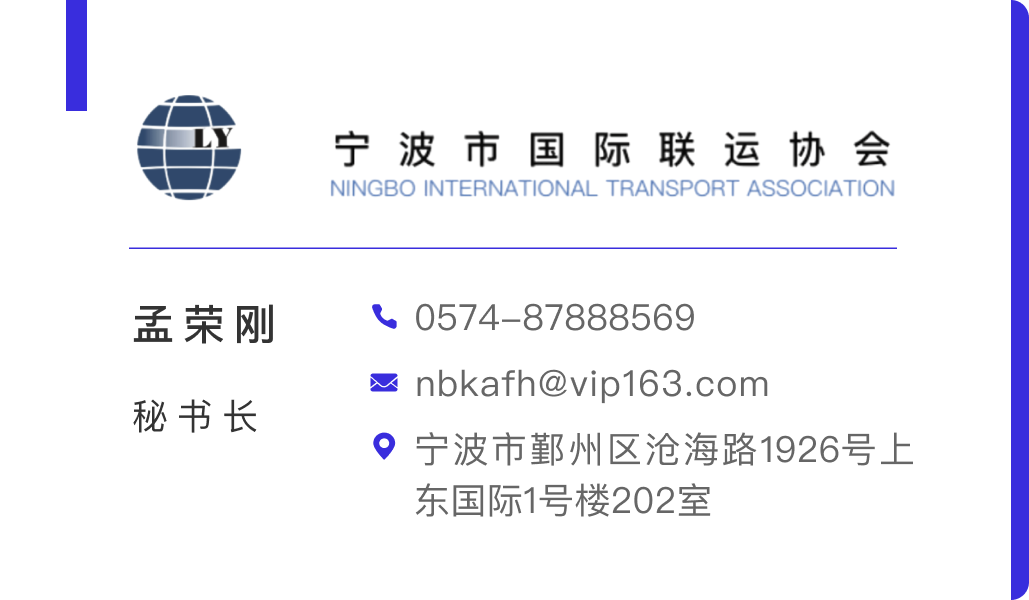 LY
宁波市国际联运协会
NINGBO INTERNATIONAL TRANSPORT ASSOCIATION
孟荣刚
秘书长
0574-87888569
nbkafh@vip163.com
宁波市鄞州区沧海路1926号上
东国际1号楼202室